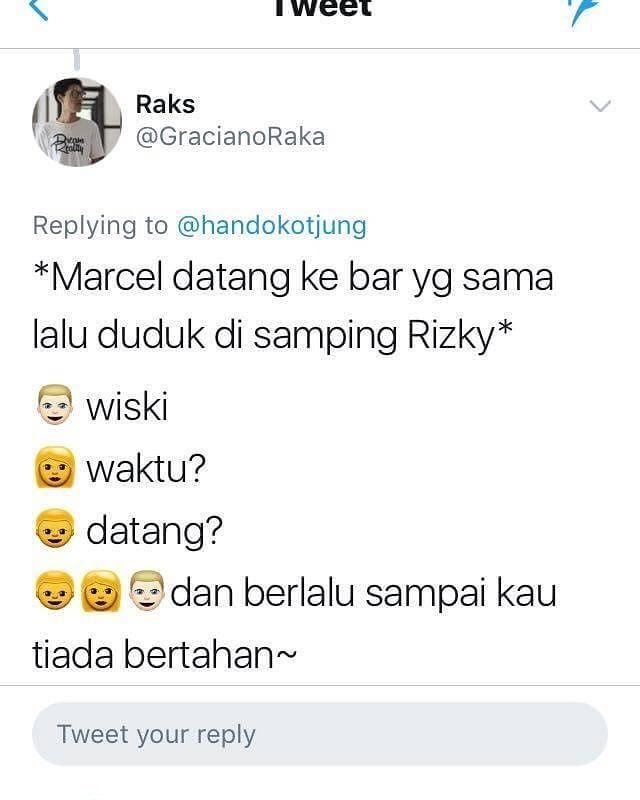 Tweet
Raks
@GracianoRaka
Dream
Reality
Replying to @handokotjung
*Marcel datang ke bar yg sama
lalu duduk di samping Rizky*
👱🏻 wiski
👩 waktu?
👦 datang?
👦👩👱🏻dan berlalu sampai kau
tiada bertahan~
Tweet your reply